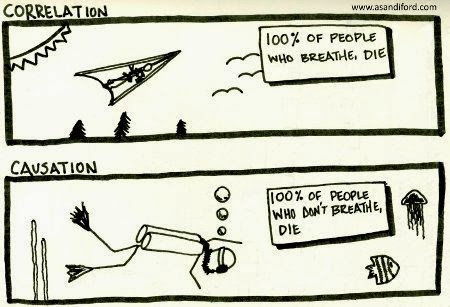 www.asandiford.com
CORRELATION
100% OF PEOPLE
WHO BREATHE, DIE
CAUSATION
100% OF PEOPLE
WHO DON'T BREATHE,
DIE